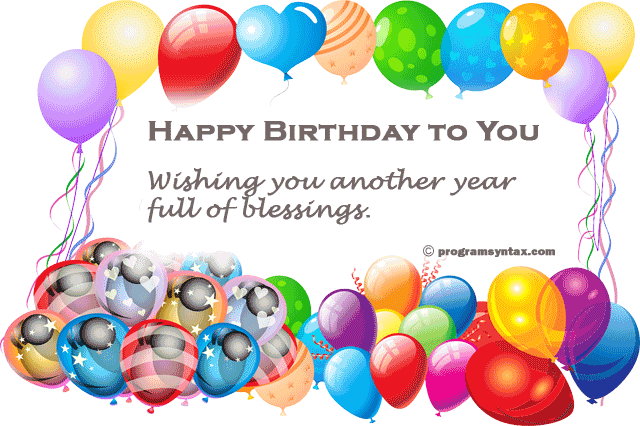 Happy Birthday to You
Wishing you another year
full of blessings.
© programsyntax.com